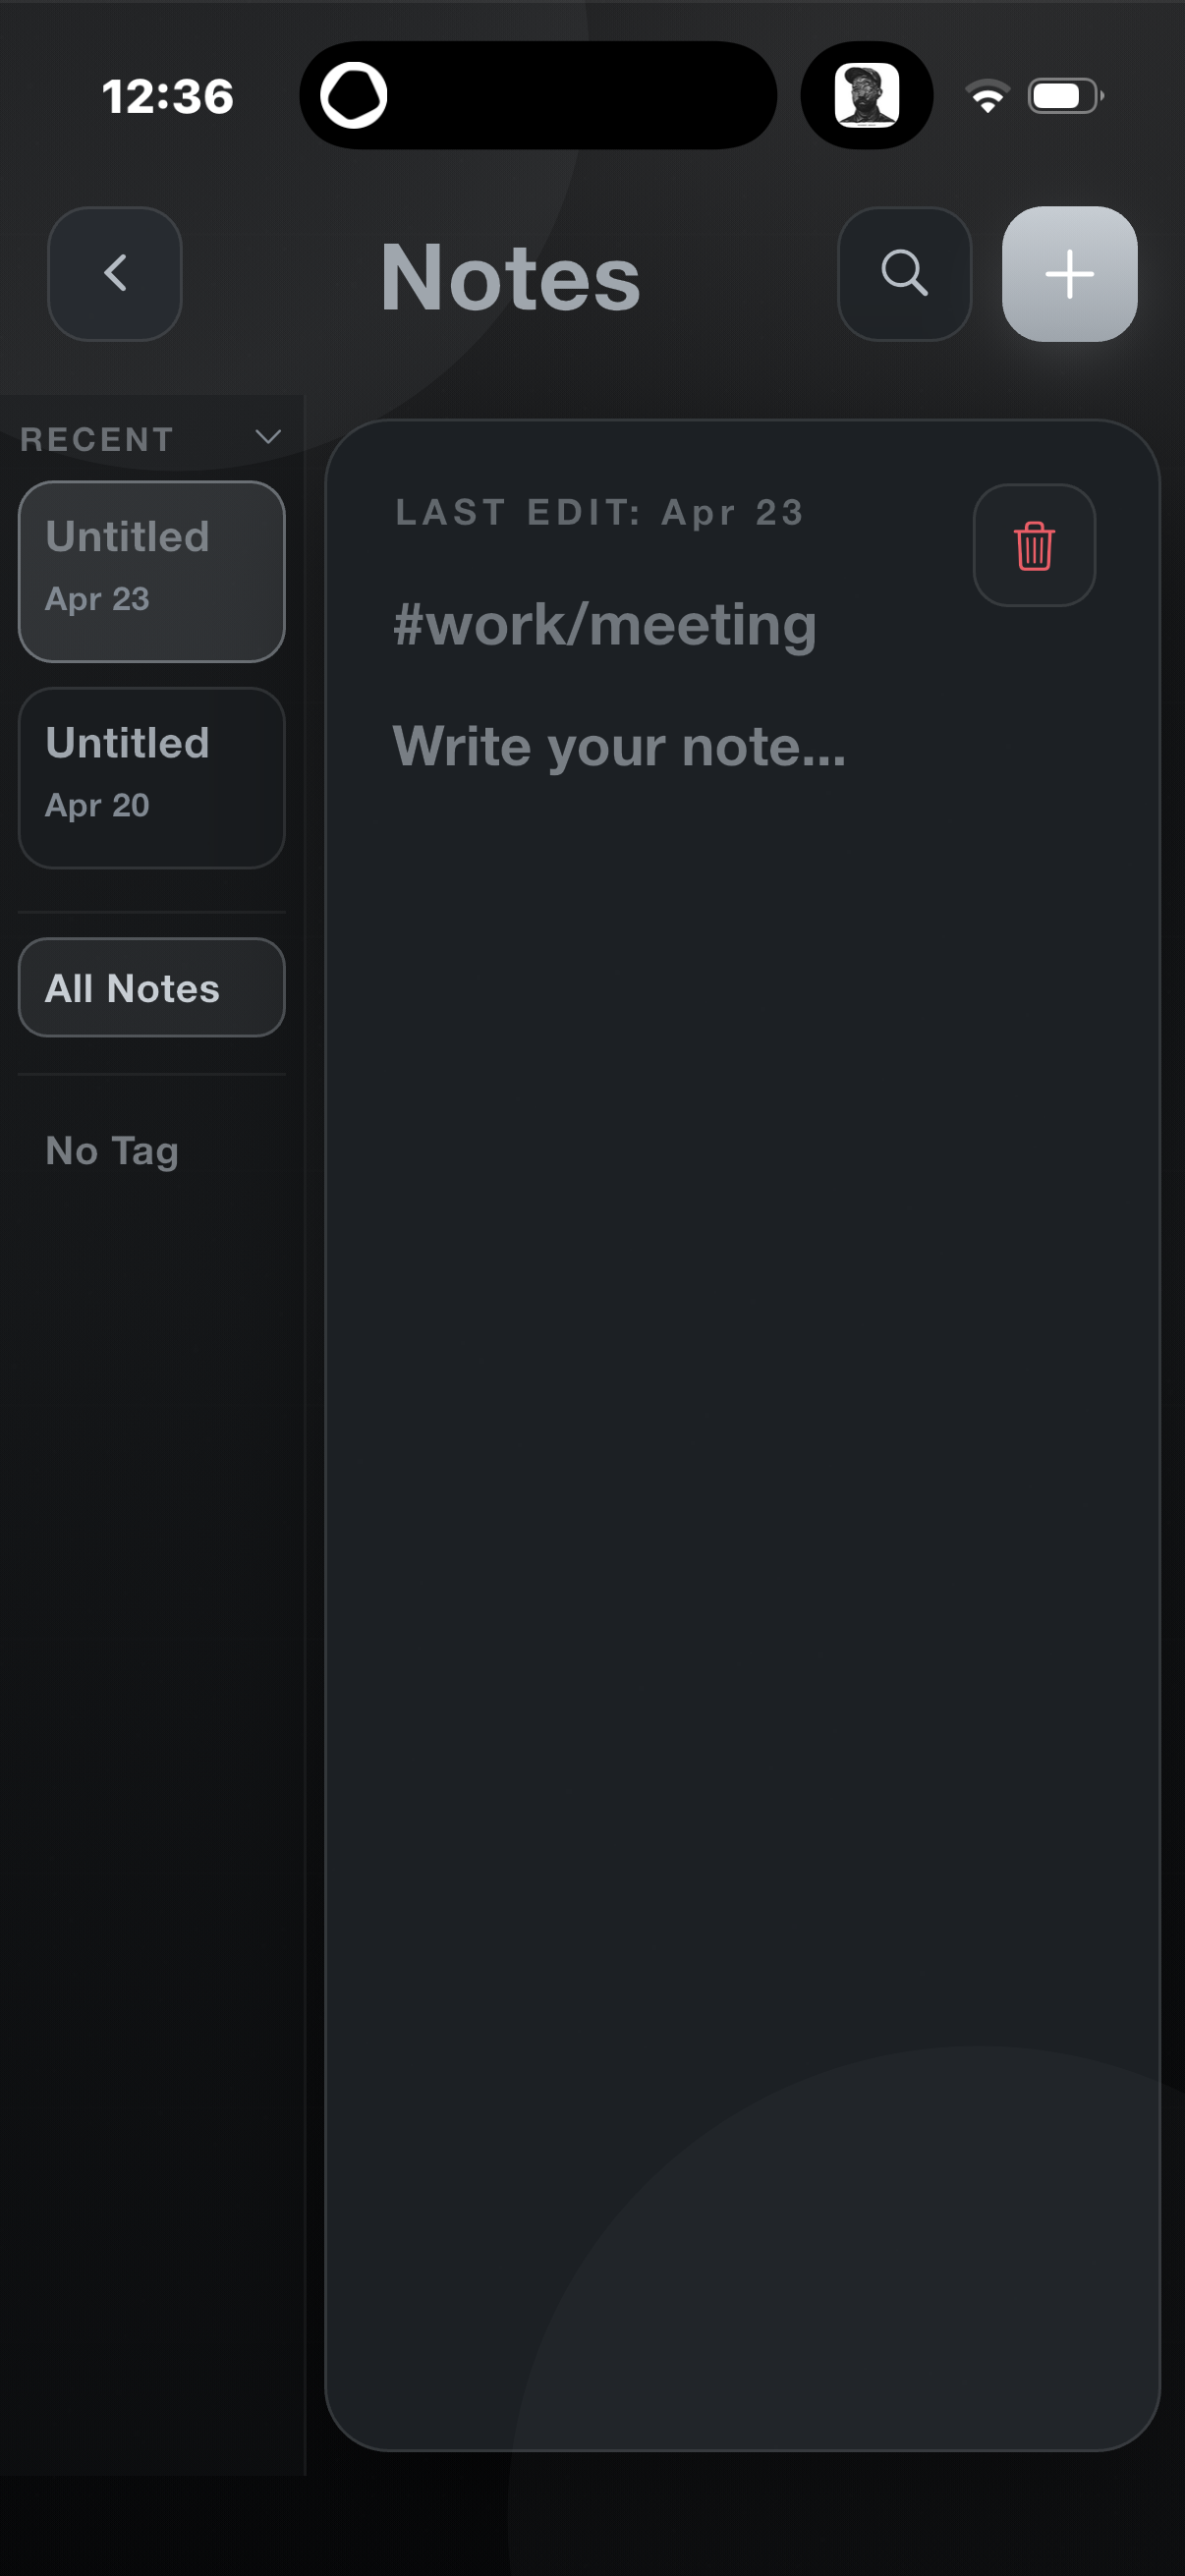 12:36
Notes
RECENT
Untitled
Apr 23
Untitled
Apr 20
All Notes
No Tag
LAST EDIT: Apr 23
#work/meeting
Write your note...